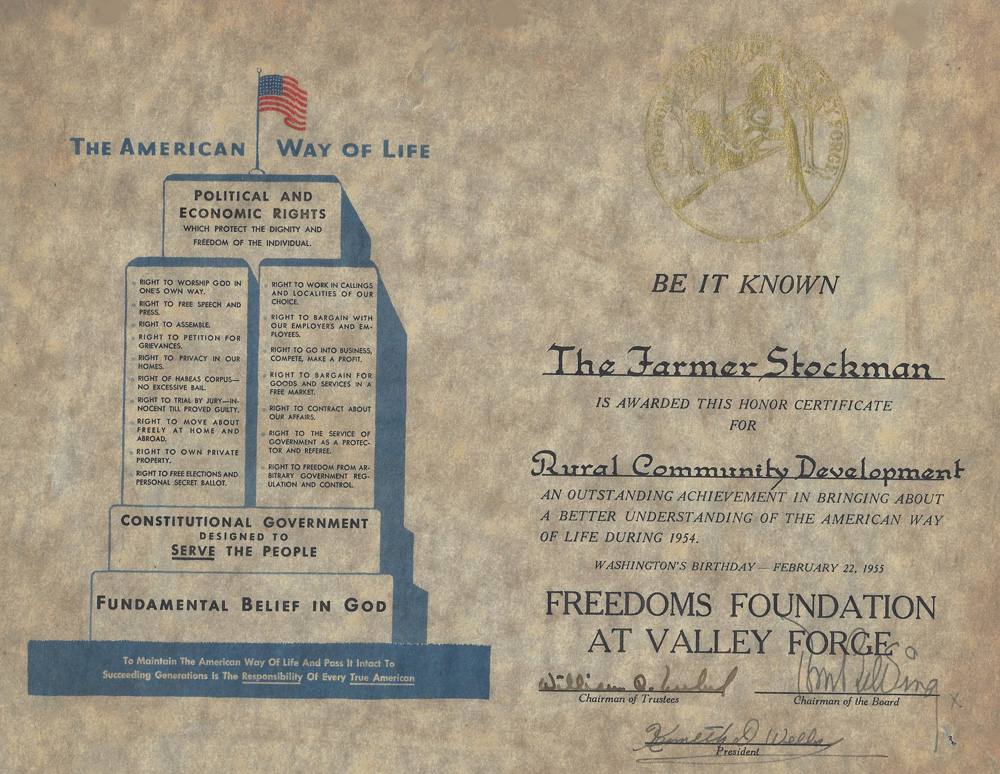 THE AMERICAN WAY OF LIFE
POLITICAL AND
ECONOMIC RIGHTS
WHICH PROTECT THE DIGNITY AND
FREEDOM OF THE INDIVIDUAL.
RIGHT TO WORSHIP GOD IN
ONE'S OWN WAY.
RIGHT TO FREE SPEECH AND
PRESS.
RIGHT TO ASSEMBLE.
RIGHT TO PETITION FOR
GRIEVANCES.
RIGHT TO PRIVACY IN OUR
HOMES.
RIGHT OF HABEAS CORPUS—
NO EXCESSIVE BAIL.
RIGHT TO TRIAL BY JURY—IN-
NOCENT TILL PROVED GUILTY.
RIGHT TO MOVE ABOUT
FREELY AT HOME AND
ABROAD.
RIGHT TO OWN PRIVATE
PROPERTY.
RIGHT TO FREE ELECTIONS AND
PERSONAL SECRET BALLOT.
RIGHT TO WORK IN CALLINGS
AND LOCALITIES OF OUR
CHOICE.
RIGHT TO BARGAIN WITH
OUR EMPLOYERS AND EM-
PLOYEES.
RIGHT TO GO INTO BUSINESS,
COMPETE, MAKE A PROFIT.
RIGHT TO BARGAIN FOR
GOODS AND SERVICES IN A
FREE MARKET.
RIGHT TO CONTRACT ABOUT
OUR AFFAIRS.
RIGHT TO THE SERVICE OF
GOVERNMENT AS A PROTEC-
TOR AND REFEREE.
RIGHT TO FREEDOM FROM AR-
BITRARY GOVERNMENT REG-
ULATION AND CONTROL.
CONSTITUTIONAL GOVERNMENT
DESIGNED TO
SERVE THE PEOPLE
FUNDAMENTAL BELIEF IN GOD
To Maintain The American Way Of Life And Pass It Intact To
Succeeding Generations Is The Responsibility Of Every True American
BE IT KNOWN
The Farmer Stockman
IS AWARDED THIS HONOR CERTIFICATE
FOR
Rural Community Development
AN OUTSTANDING ACHIEVEMENT IN BRINGING ABOUT
A BETTER UNDERSTANDING OF THE AMERICAN WAY
OF LIFE DURING 1954.
WASHINGTON'S BIRTHDAY — FEBRUARY 22, 1955
FREEDOMS FOUNDATION
AT VALLEY FORGE
William D.
Chairman of Trustees
Chairman of the Board
Kenneth D Wells
President